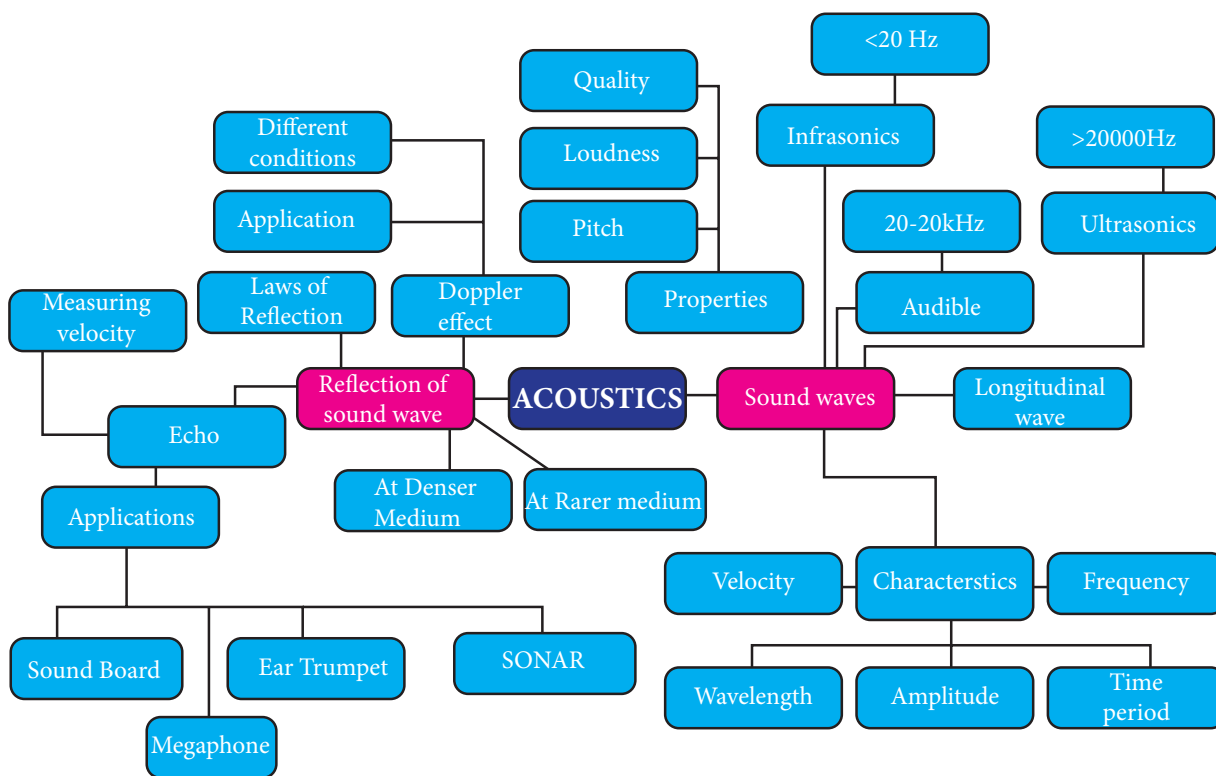 <20 Hz
Quality
Infrasonics
>20000Hz
Different
conditions
Loudness
Application
Pitch
20-20kHz
Ultrasonics
Measuring
velocity
Laws of
Reflection
Doppler
effect
Properties
Audible
Reflection of
sound wave
ACOUSTICS
Sound waves
Longitudinal
wave
Echo
At Denser
Medium
At Rarer medium
Applications
Velocity
Characterstics
Frequency
Sound Board
Ear Trumpet
SONAR
Wavelength
Amplitude
Time
period
Megaphone